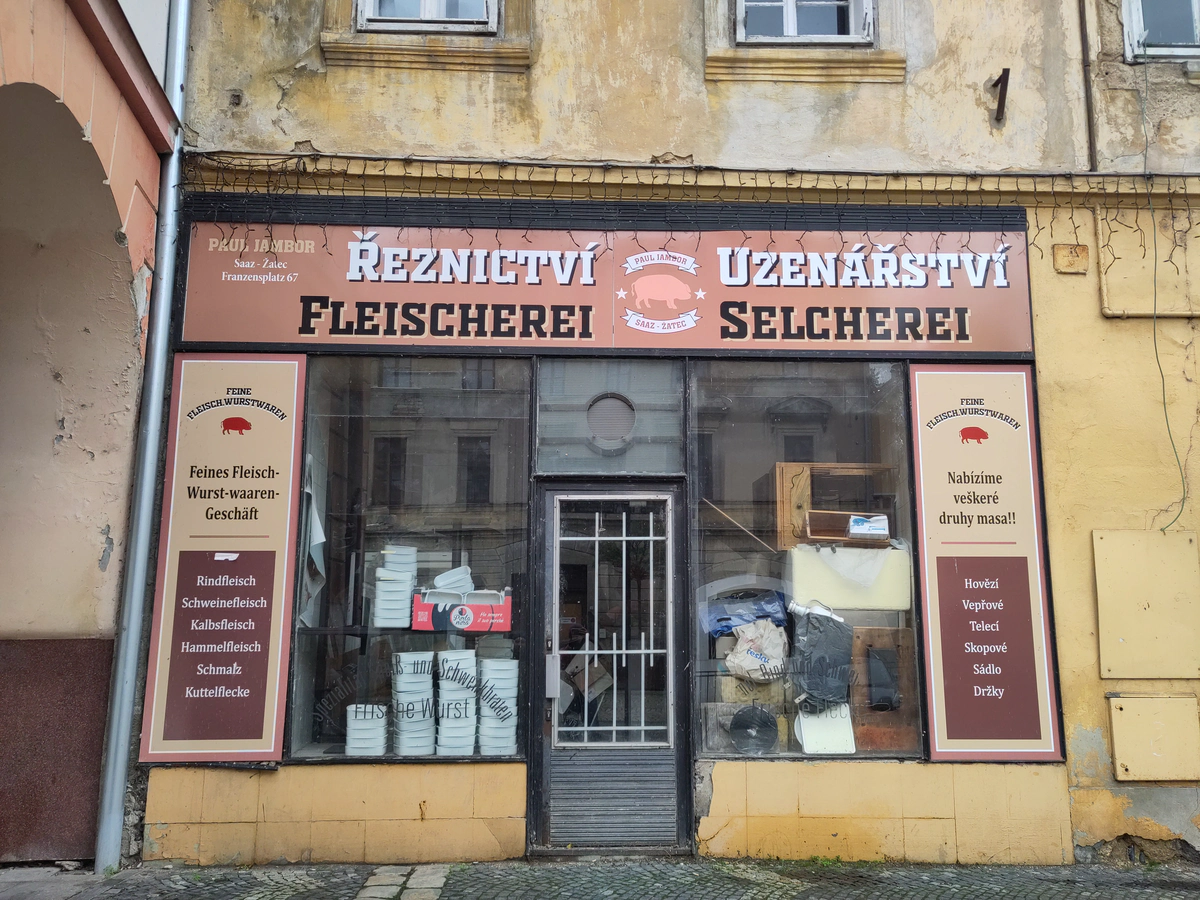 PAUL JAMBOR
Saaz - Žatec
Franzensplatz 67
ŘEZNICTVÍ
FLEISCHEREI
PAUL JAMBOR
SAAZ - ŽATEC
UZENÁŘSTVÍ
SELCHEREI
FEINE
FLEISCH.WURSTWAREN
Feines Fleisch-
Wurst-waaren-
Geschäft
Rindfleisch
Schweinefleisch
Kalbsfleisch
Hammelfleisch
Schmalz
Kuttelflecke
und Schweinbraten
frische Wurst
FEINE
FLEISCH.WURSTWAREN
Nabízíme
veškeré
druhy masa!!
Hovězí
Vepřové
Telecí
Skopové
Sádlo
Držky